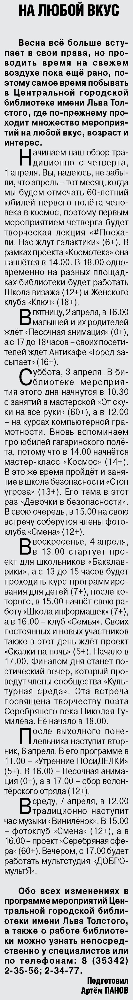 НА ЛЮБОЙ ВКУС
Весна всё больше всту-
пает в свои права, но про-
водить время на свежем
воздухе пока ещё рано, по-
этому самое время побывать
в Центральной городской
библиотеке имени Льва Тол-
стого, где по-прежнему про-
ходит множество мероприя-
тий на любой вкус, возраст и
интерес.
Начинаем наш обзор тра-
диционно с четверга,
1 апреля. Вы, надеюсь, не забы-
ли, что апрель – тот месяц, когда
мы будем отмечать 60-летний
юбилей первого полёта чело-
века в космос, поэтому первым
мероприятием четверга будет
творческая лекция «#Поеха-
ли. Нас ждут галактики» (6+). В
рамках проекта «Космотека» она
начнётся в 14.00. В 18.00 одно-
временно на разных площад-
ках библиотеки будет работать
Школа визажа (12+) и Женского
клуба «Ключ» (18+).
В пятницу, 2 апреля, в 16.00
малышей и их родителей
ждёт «Песочная анимация» (0+),
а с 17 до 18 часов – своих посети-
телей ждёт Антикафе «Город за-
сыпает» (16+).
Суббота, 3 апреля. В би-
блиотеке мероприя-
тия этого дня начнутся в 10.30
с занятий в мастерской «От ску-
ки на все руки» (60+), а в 12.00
– на курсах компьютерной гра-
мотности. Вновь вспоминаем
про юбилей гагаринского полё-
та, потому что в 14.00 начнётся
мастер-класс «Космос» (14+).
В это же время пройдёт и заня-
тие в школе безопасности «Стоп
угроза» (13+). Его тема в этот
раз «Девочки в безопасности».
В свою очередь, в 15.00 на свою
встречу соберутся члены фото-
клуба «Смена» (12+).
В воскресенье, 4 апреля,
в 13.00 стартует про-
ект для школьников «Бакалав-
рики», а с 13 до 15 часов будет
проходить курс программиро-
вания для детей (7+), после ко-
торого, в 15.00 начнёт свою ра-
боту «Школа информашек» (7+),
а в 16.00 – клуб «Семья». Своих
постоянных и новых участников
также в этот день ждёт проект
«Сказки на ночь» (5+). Начало в
17.00. Финалом дня станет по-
этический вечер, который про-
ведут члены сообщества «Куль-
турная среда». Эта встреча
посвящена творчеству поэта
Серебряного века Николая Гу-
милёва. Её начало в 18.00.
После выходного поне-
дельника наступит втор-
ник, 6 апреля. В его программе в
11.00 – «Утренние ПОсиДЕЛКИ»
(5+). В 16.00 – Песочная анима-
ция (0+), а в 17.00 – сбор волон-
тёрского отряда (12+).
В среду, 7 апреля, в 12.00
традиционно наступит
час музыки «Винилёнок». В 15.00
– фотоклуб «Смена» (12+), а в
16.00 – проект «Серебряная сфе-
ра» (60+). Вечером, с 17.00 будет
работать мультстудия «ДОБРО-
мультЯ».
Обо всех изменениях в
программе мероприятий Цен-
тральной городской библи-
отеки имени Льва Толстого,
а также о работе библиоте-
ки можно узнать непосред-
ственно у специалистов или
по телефонам: 8 (35342)
2-35-56; 2-34-77.
Подготовил
Артём ПАНОВ